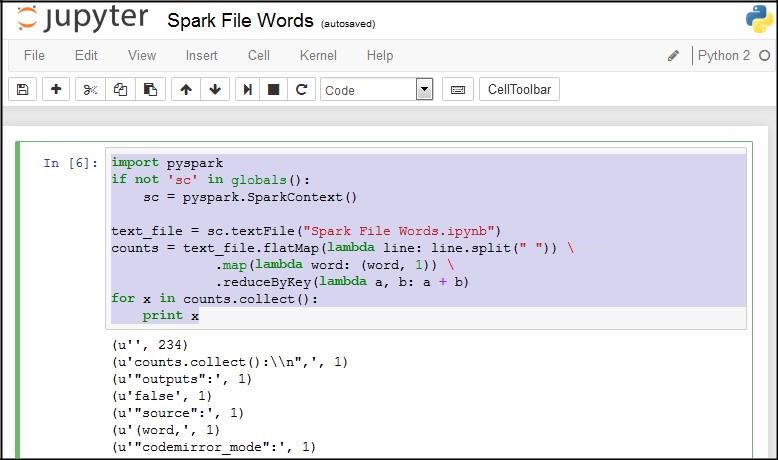 jupyter Spark File Words (autosaved)
File Edit View Insert Cell Kernel Help Python 2
Code CellToolbar
In [6]: import pyspark
if not 'sc' in globals():
    sc = pyspark.SparkContext()

text_file = sc.textFile("Spark File Words.ipynb")
counts = text_file.flatMap(lambda line: line.split(" ")) \
             .map(lambda word: (word, 1)) \
             .reduceByKey(lambda a, b: a + b)
for x in counts.collect():
    print x
(u'', 234)
(u'counts.collect():\\n",', 1)
(u'"outputs":', 1)
(u'false', 1)
(u'"source":', 1)
(u'(word,', 1)
(u'"codemirror_mode":', 1)